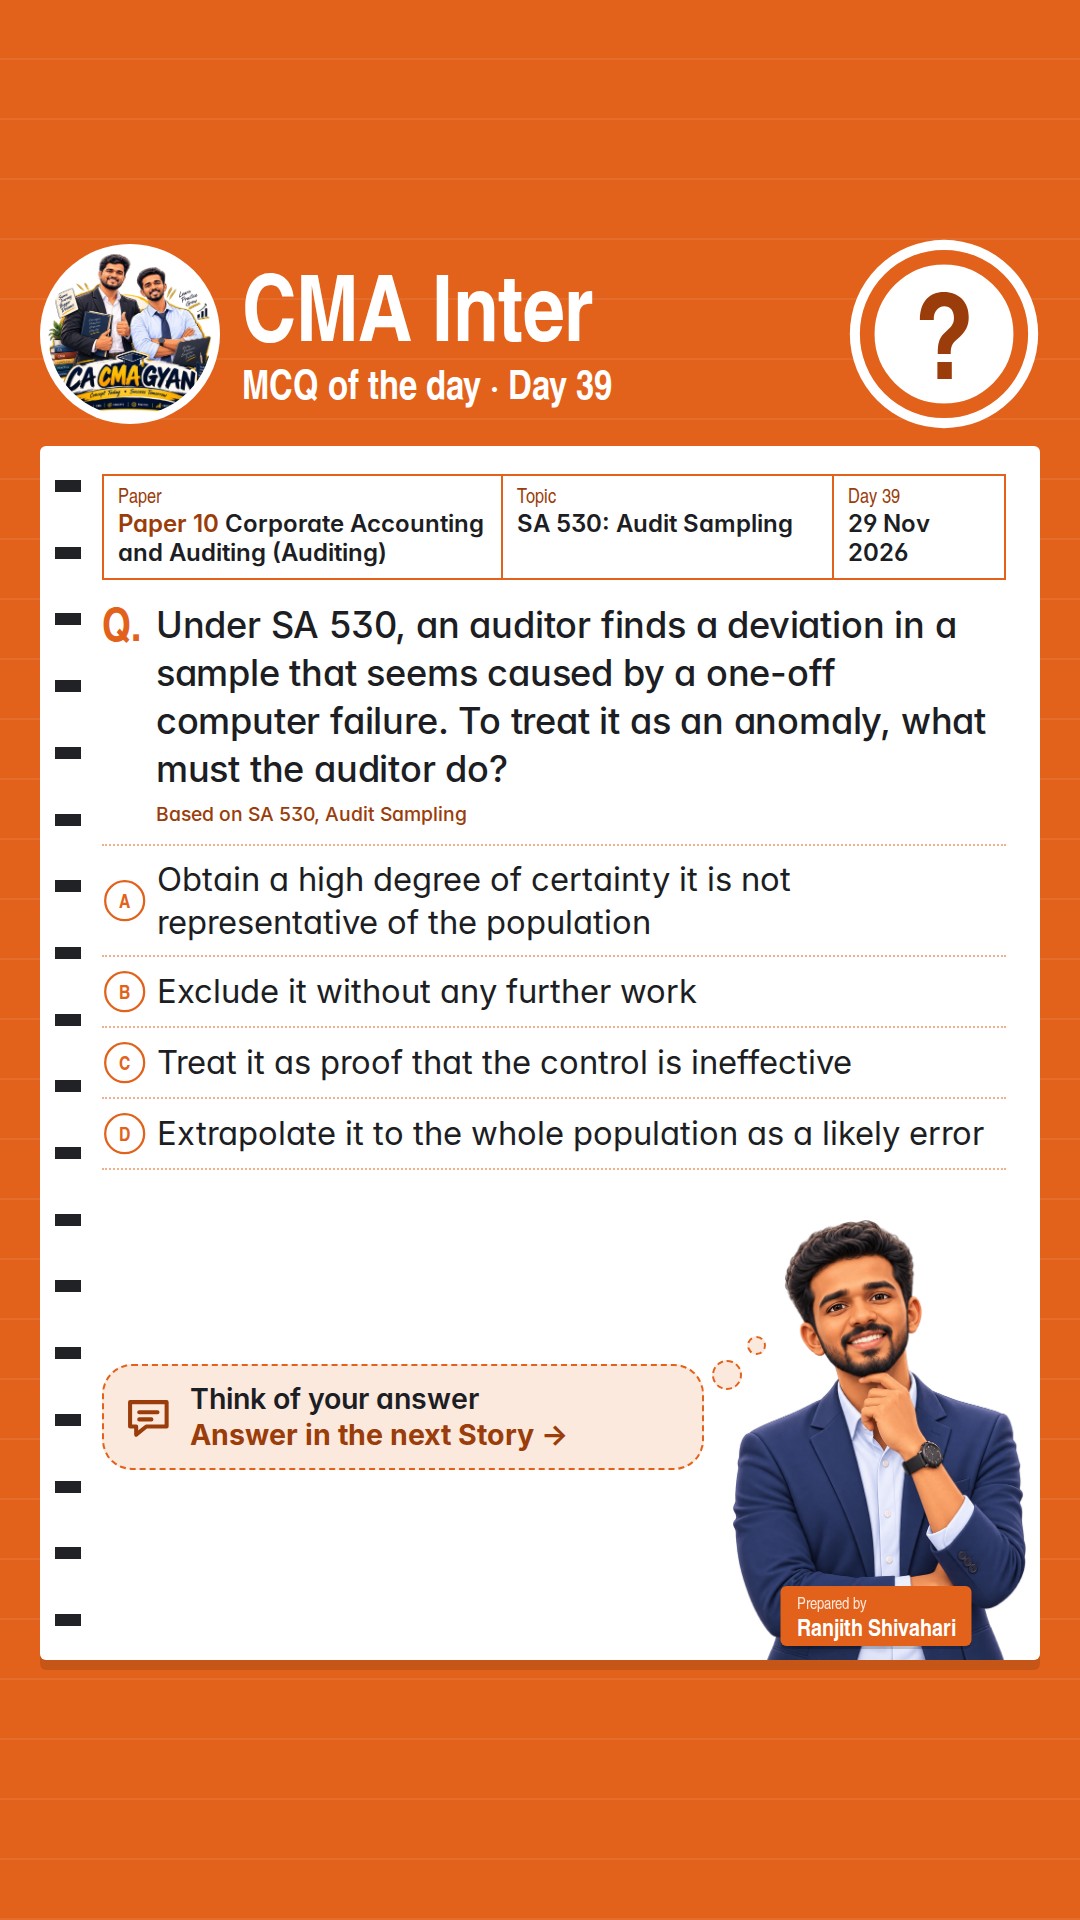 CA CMA GYAN
CMA Inter
MCQ of the day · Day 39
?
Paper
Paper 10 Corporate Accounting
and Auditing (Auditing)
Topic
SA 530: Audit Sampling
Day 39
29 Nov
2026
Q. Under SA 530, an auditor finds a deviation in a
sample that seems caused by a one-off
computer failure. To treat it as an anomaly, what
must the auditor do?
Based on SA 530, Audit Sampling
A Obtain a high degree of certainty it is not
representative of the population
B Exclude it without any further work
C Treat it as proof that the control is ineffective
D Extrapolate it to the whole population as a likely error
Think of your answer
Answer in the next Story →
Prepared by
Ranjith Shivahari